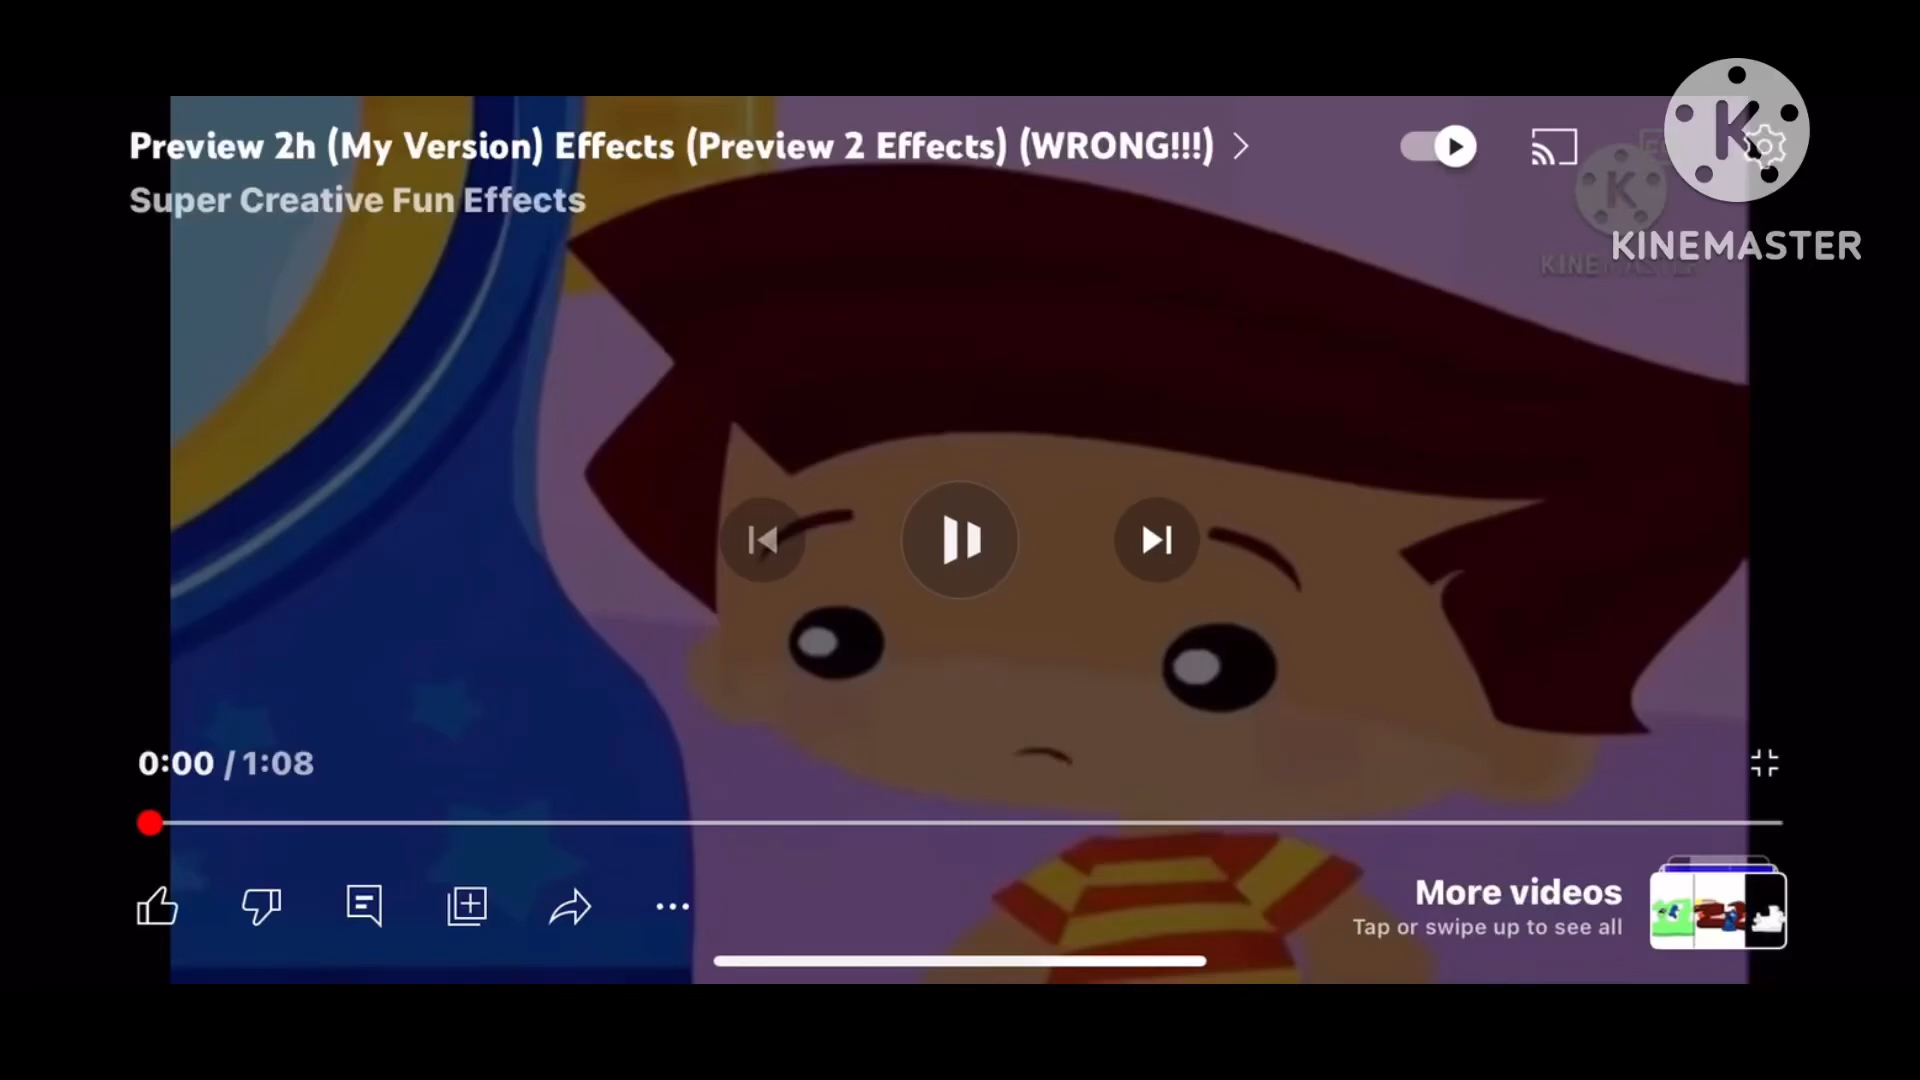 Preview 2h (My Version) Effects (Preview 2 Effects) (WRONG!!!)
Super Creative Fun Effects
K
KINEMASTER
K
KINEMASTER
0:00 / 1:08
More videos
Tap or swipe up to see all